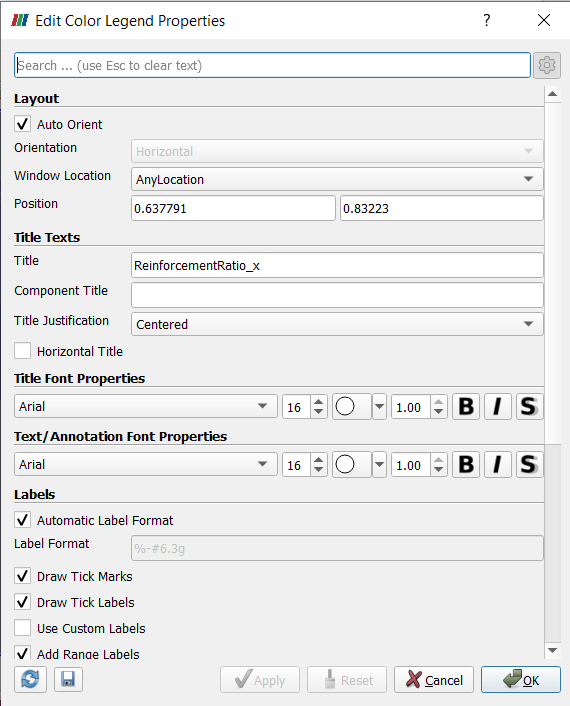 Edit Color Legend Properties ?
Search ... (use Esc to clear text)
Layout
Auto Orient
Orientation Horizontal
Window Location AnyLocation
Position 0.637791 0.83223
Title Texts
Title ReinforcementRatio_x
Component Title
Title Justification Centered
Horizontal Title
Title Font Properties
Arial 16 1.00 B I S
Text/Annotation Font Properties
Arial 16 1.00 B I S
Labels
Automatic Label Format
Label Format %-#6.3g
Draw Tick Marks
Draw Tick Labels
Use Custom Labels
Add Range Labels
Apply Reset Cancel OK